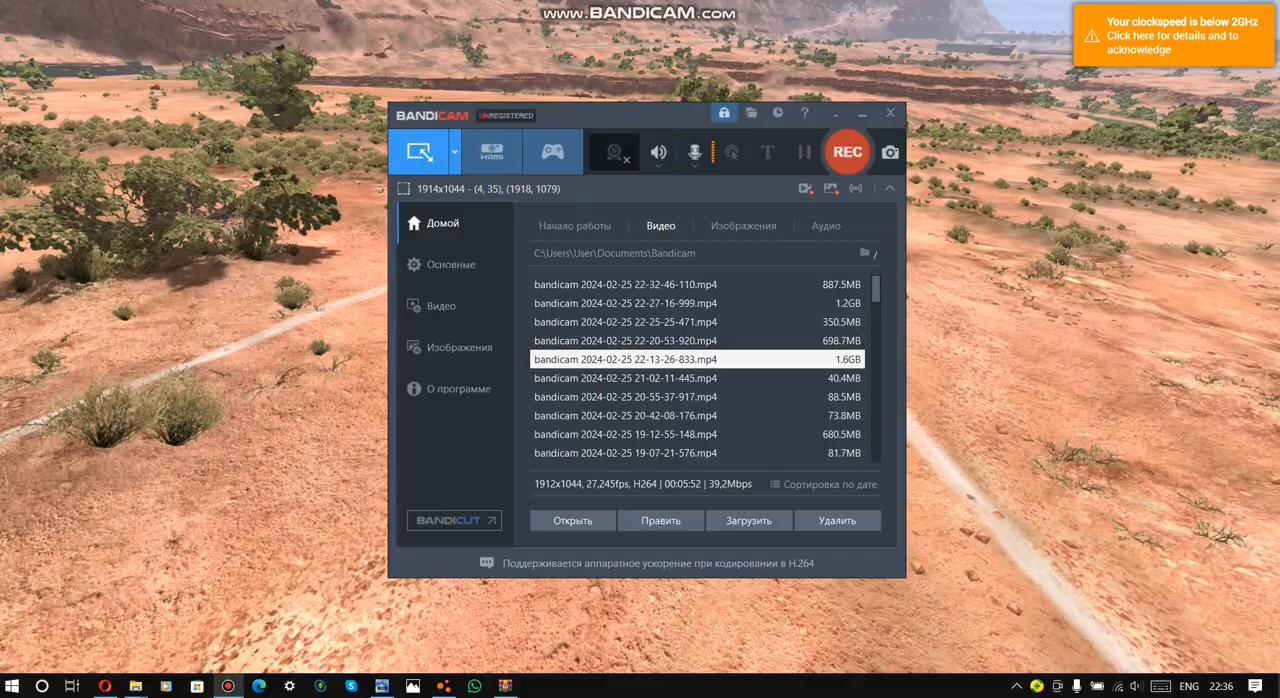 www.BANDICAM.com
Your clockspeed is below 2GHz
Click here for details and to
acknowledge
BANDICAM UNREGISTERED
HDMI
REC
1914x1044 - (4, 35), (1918, 1079)
Домой
Основные
Видео
Изображения
О программе
BANDICUT
Начало работы Видео Изображения Аудио
C:\Users\User\Documents\Bandicam
bandicam 2024-02-25 22-32-46-110.mp4 887.5MB
bandicam 2024-02-25 22-27-16-999.mp4 1.2GB
bandicam 2024-02-25 22-25-25-471.mp4 350.5MB
bandicam 2024-02-25 22-20-53-920.mp4 698.7MB
bandicam 2024-02-25 22-13-26-833.mp4 1.6GB
bandicam 2024-02-25 21-02-11-445.mp4 40.4MB
bandicam 2024-02-25 20-55-37-917.mp4 88.5MB
bandicam 2024-02-25 20-42-08-176.mp4 73.8MB
bandicam 2024-02-25 19-12-55-148.mp4 680.5MB
bandicam 2024-02-25 19-07-21-576.mp4 81.7MB
1912x1044, 27,245fps, H264 | 00:05:52 | 39,2Mbps Сортировка по дате
Открыть Править Загрузить Удалить
Поддерживается аппаратное ускорение при кодировании в H.264
ENG 22:36